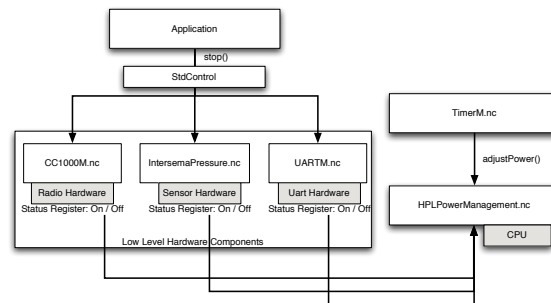 Application
stop()
StdControl
TimerM.nc
CC1000M.nc
IntersemaPressure.nc
UARTM.nc
adjustPower()
Radio Hardware
Sensor Hardware
Uart Hardware
Status Register: On / Off
Status Register: On / Off
Status Register: On / Off
HPLPowerManagement.nc
CPU
Low Level Hardware Components